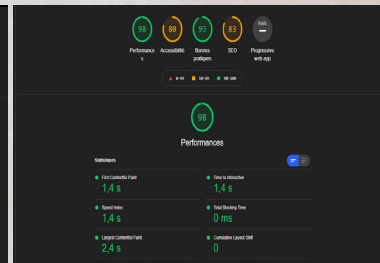 98
80
93
83
PWA
Performances
Accessibilité
Bonnes pratiques
SEO
Progressive web app
0-49
50-89
90-100
98
Performances
Statistiques
First Contentful Paint
1,4 s
Time to Interactive
1,4 s
Speed Index
1,4 s
Total Blocking Time
0 ms
Largest Contentful Paint
2,4 s
Cumulative Layout Shift
0